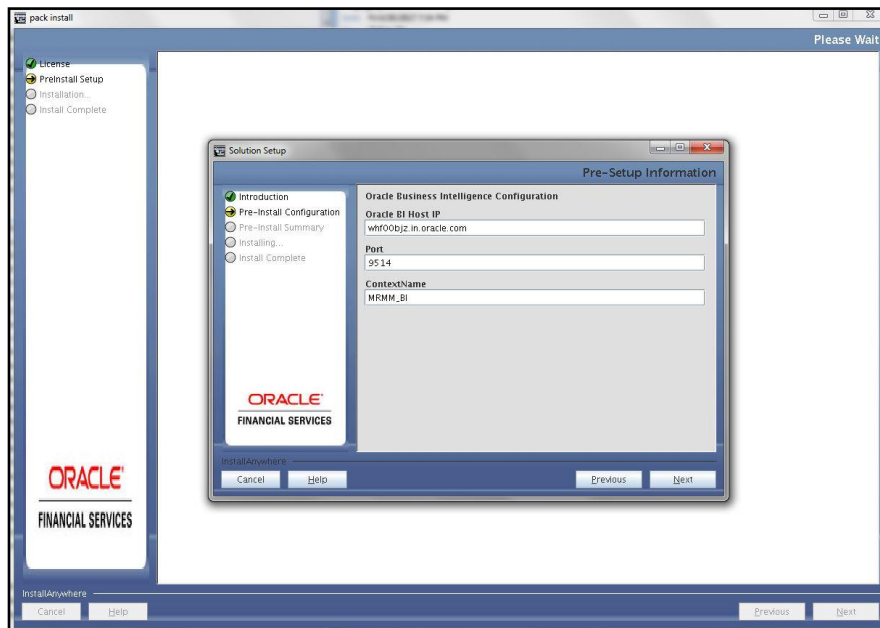 pack install
Please Wait
License
PreInstall Setup
Installation...
Install Complete
Solution Setup
Pre-Setup Information
Introduction
Pre-Install Configuration
Pre-Install Summary
Installing...
Install Complete
Oracle Business Intelligence Configuration
Oracle BI Host IP
whf00bjz.in.oracle.com
Port
9514
ContextName
MRMM_BI
ORACLE
FINANCIAL SERVICES
InstallAnywhere
Cancel
Help
Previous
Next
ORACLE
FINANCIAL SERVICES
InstallAnywhere
Cancel
Help
Previous
Next